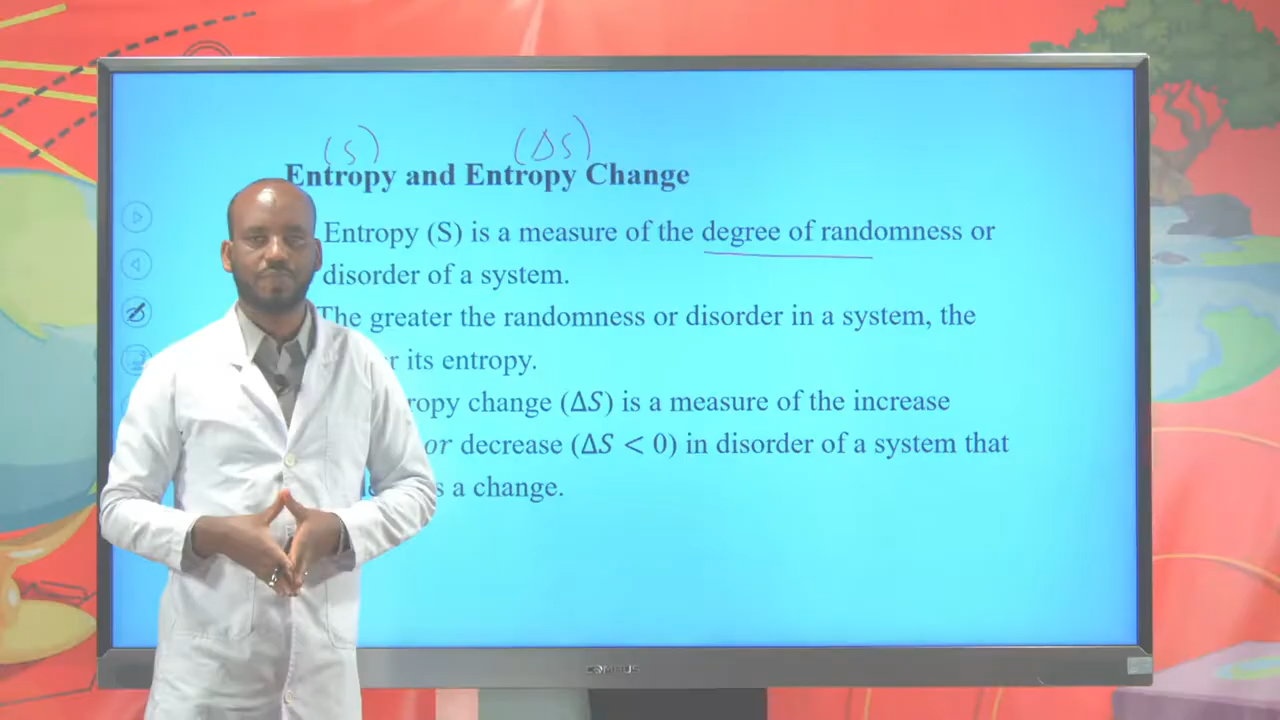 (S) (ΔS)
Entropy and Entropy Change
Entropy (S) is a measure of the degree of randomness or
disorder of a system.
The greater the randomness or disorder in a system, the
its entropy.
change (ΔS) is a measure of the increase
or decrease (ΔS < 0) in disorder of a system that
a change.